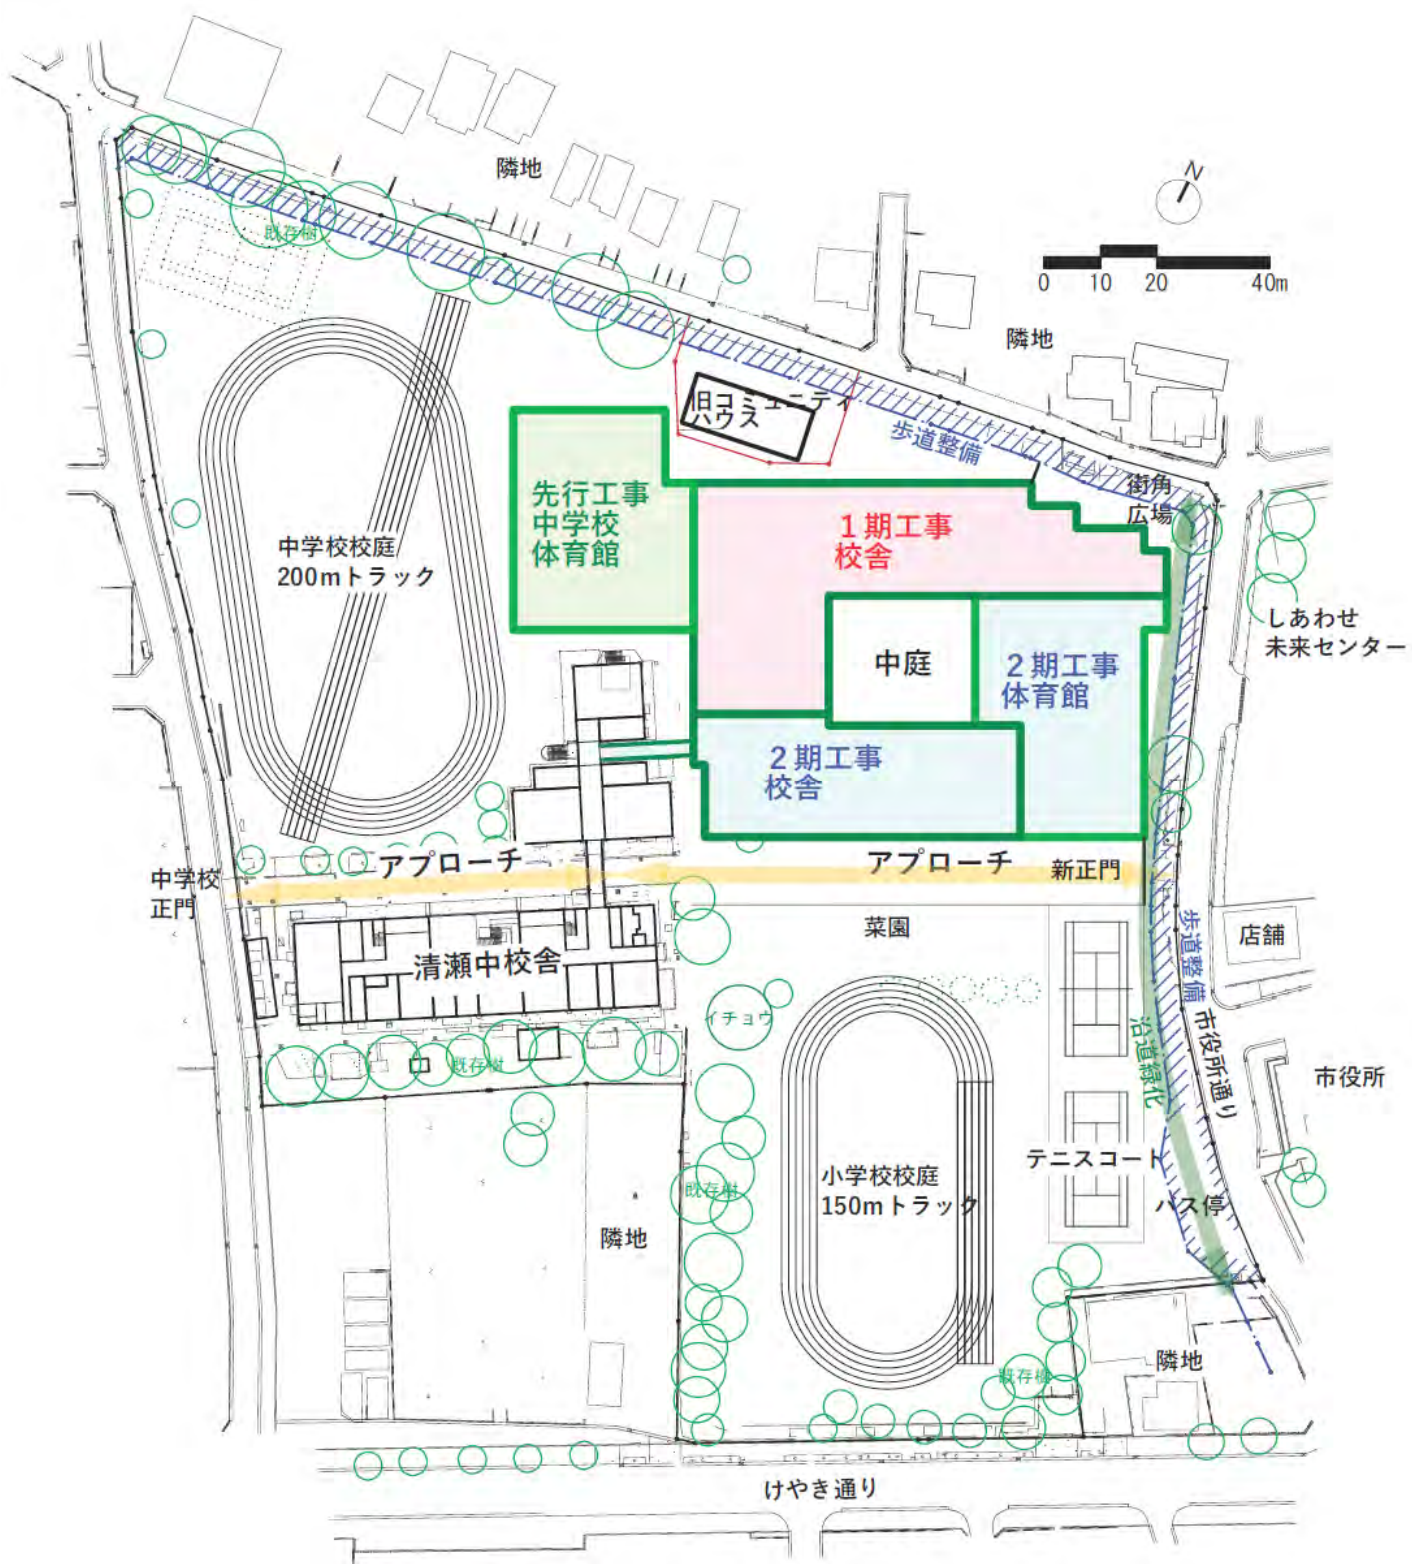 隣地
N
0 10 20 40m
既存樹
隣地
旧コミュニティ
ハウス
歩道整備
街角
広場
先行工事
中学校
体育館
1期工事
校舎
中学校校庭
200mトラック
しあわせ
未来センター
中庭
2期工事
体育館
2期工事
校舎
アプローチ
アプローチ
新正門
中学校
正門
菜園
店舗
清瀬中校舎
歩道整備
イチョウ
市役所通り
沿道緑化
既存樹
市役所
テニスコート
小学校校庭
150mトラック
既存樹
バス停
隣地
隣地
既存樹
けやき通り